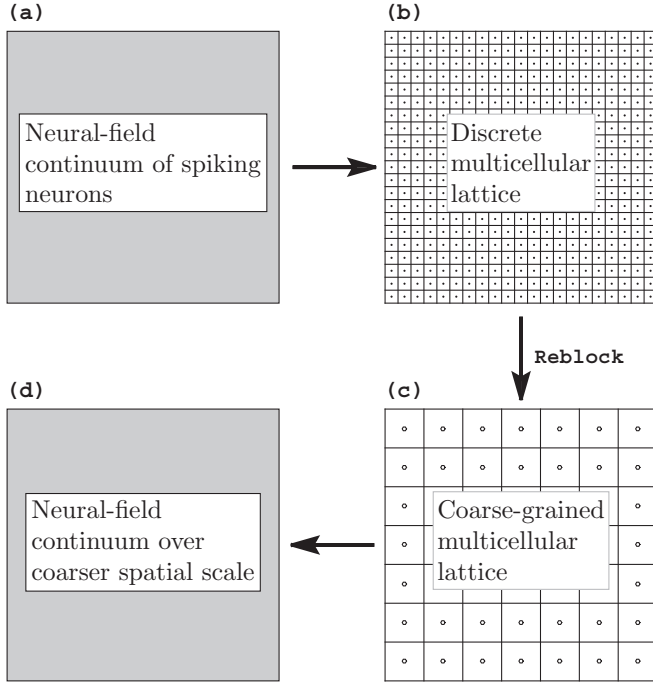 (a)
Neural-field
continuum of spiking
neurons
(b)
Discrete
multicellular
lattice
Reblock
(d)
Neural-field
continuum over
coarser spatial scale
(c)
Coarse-grained
multicellular
lattice